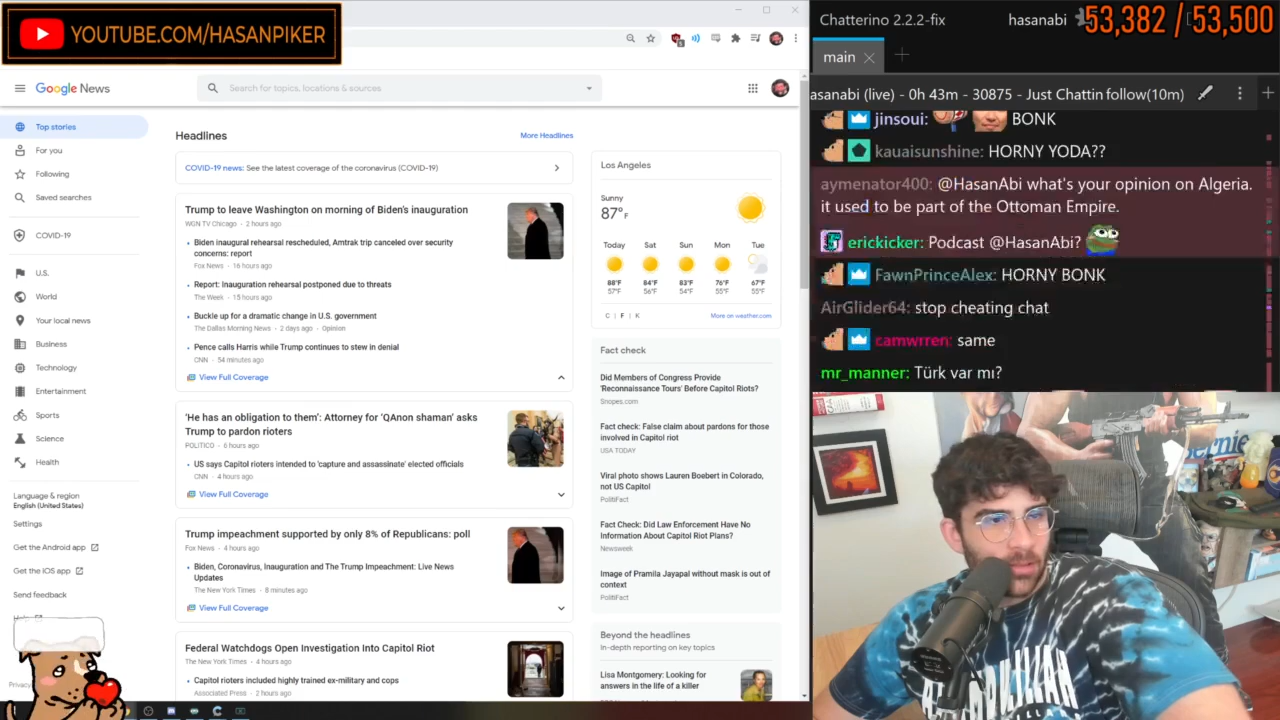 YOUTUBE.COM/HASANPIKER
Google News
Search for topics, locations & sources
Top stories
For you
Following
Saved searches
COVID-19
U.S.
World
Your local news
Business
Technology
Entertainment
Sports
Science
Health
Language & region
English (United States)
Settings
Get the Android app
Get the iOS app
Send feedback
Help
Privacy
Headlines
More Headlines
COVID-19 news: See the latest coverage of the coronavirus (COVID-19)
Trump to leave Washington on morning of Biden's inauguration
WGN TV Chicago · 2 hours ago
Biden inaugural rehearsal rescheduled, Amtrak trip canceled over security
concerns: report
Fox News · 16 hours ago
Report: Inauguration rehearsal postponed due to threats
The Week · 15 hours ago
Buckle up for a dramatic change in U.S. government
The Dallas Morning News · 2 days ago · Opinion
Pence calls Harris while Trump continues to stew in denial
CNN · 54 minutes ago
View Full Coverage
'He has an obligation to them': Attorney for 'QAnon shaman' asks
Trump to pardon rioters
POLITICO · 6 hours ago
US says Capitol rioters intended to 'capture and assassinate' elected officials
CNN · 4 hours ago
View Full Coverage
Trump impeachment supported by only 8% of Republicans: poll
Fox News · 4 hours ago
Biden, Coronavirus, Inauguration and The Trump Impeachment: Live News
Updates
The New York Times · 8 minutes ago
View Full Coverage
Federal Watchdogs Open Investigation Into Capitol Riot
The New York Times · 4 hours ago
Capitol rioters included highly trained ex-military and cops
Associated Press · 2 hours ago
Los Angeles
Sunny
87°F
Today Sat Sun Mon Tue
88°F 84°F 83°F 76°F 67°F
57°F 56°F 54°F 55°F 55°F
C | F | K
More on weather.com
Fact check
Did Members of Congress Provide
'Reconnaissance Tours' Before Capitol Riots?
Snopes.com
Fact check: False claim about pardons for those
involved in Capitol riot
USA TODAY
Viral photo shows Lauren Boebert in Colorado,
not US Capitol
PolitiFact
Fact Check: Did Law Enforcement Have No
Information About Capitol Riot Plans?
Newsweek
Image of Pramila Jayapal without mask is out of
context
PolitiFact
Beyond the headlines
In-depth reporting on key topics
Lisa Montgomery: Looking for
answers in the life of a killer
Chatterino 2.2.2-fix
hasanabi
53,382 / 53,500
main
asanabi (live) - 0h 43m - 30875 - Just Chattin follow(10m)
jinsoui: BONK
kauaisunshine: HORNY YODA??
aymenator400: @HasanAbi what's your opinion on Algeria.
it used to be part of the Ottoman Empire.
erickicker: Podcast @HasanAbi?
FawnPrinceAlex: HORNY BONK
AirGlider64: stop cheating chat
camwrren: same
mr_manner: Türk var mı?
Bernie